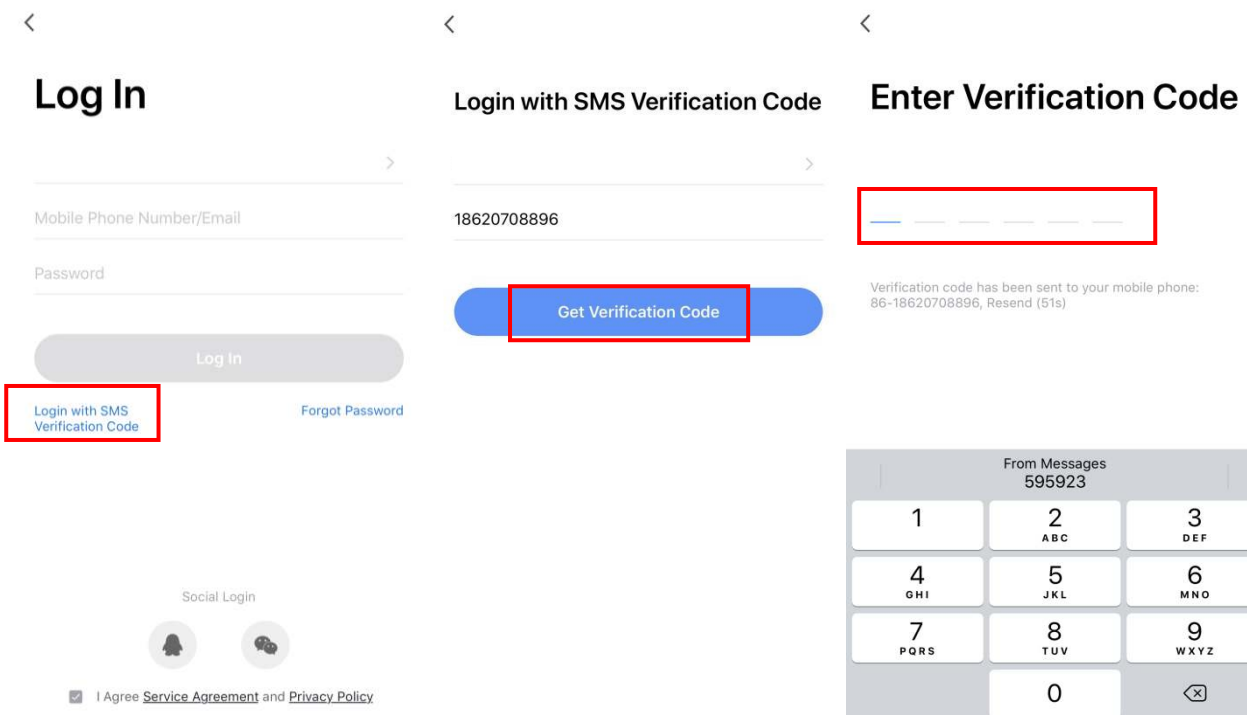 Log In
Mobile Phone Number/Email
Password
Log In
Login with SMS
Verification Code
Forgot Password
Social Login
I Agree Service Agreement and Privacy Policy
Login with SMS Verification Code
18620708896
Get Verification Code
Enter Verification Code
Verification code has been sent to your mobile phone:
86-18620708896, Resend (51s)
From Messages
595923
1 2 3
ABC DEF
4 5 6
GHI JKL MNO
7 8 9
PQRS TUV WXYZ
0